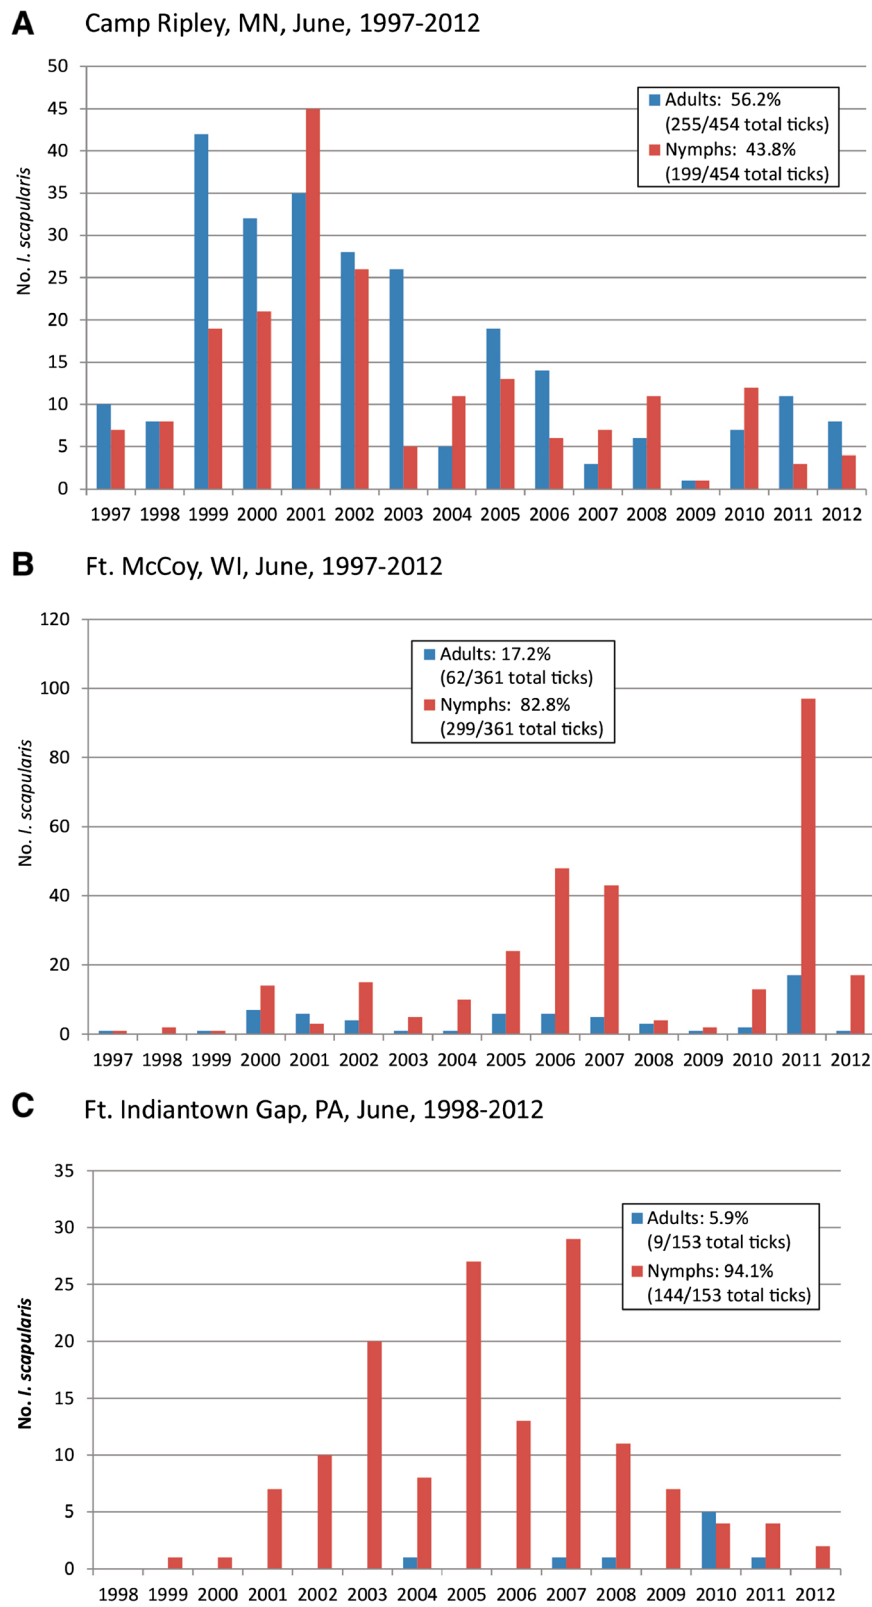 A Camp Ripley, MN, June, 1997-2012
50
45
40
35
30
25
20
15
10
5
0
No. I. scapularis
Adults: 56.2%
(255/454 total ticks)
Nymphs: 43.8%
(199/454 total ticks)
1997 1998 1999 2000 2001 2002 2003 2004 2005 2006 2007 2008 2009 2010 2011 2012
B Ft. McCoy, WI, June, 1997-2012
120
100
80
60
40
20
0
No. I. scapularis
Adults: 17.2%
(62/361 total ticks)
Nymphs: 82.8%
(299/361 total ticks)
1997 1998 1999 2000 2001 2002 2003 2004 2005 2006 2007 2008 2009 2010 2011 2012
C Ft. Indiantown Gap, PA, June, 1998-2012
35
30
25
20
15
10
5
0
No. I. scapularis
Adults: 5.9%
(9/153 total ticks)
Nymphs: 94.1%
(144/153 total ticks)
1998 1999 2000 2001 2002 2003 2004 2005 2006 2007 2008 2009 2010 2011 2012